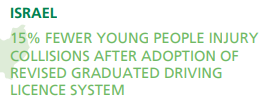 ISRAEL
15% FEWER YOUNG PEOPLE INJURY
COLLISIONS AFTER ADOPTION OF
REVISED GRADUATED DRIVING
LICENCE SYSTEM